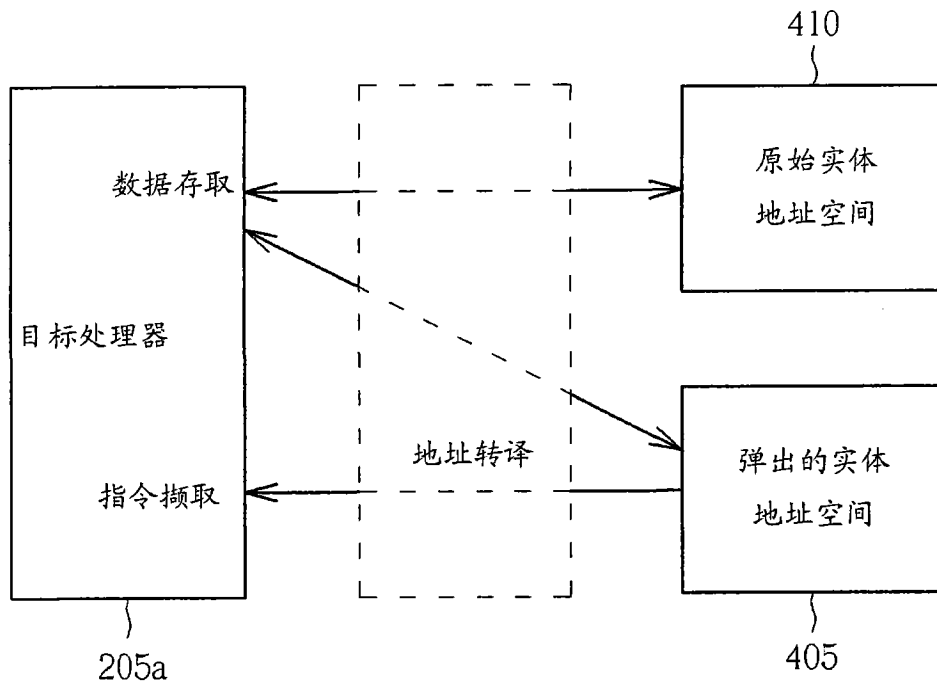 410
数据存取
原始实体
地址空间
目标处理器
地址转译
弹出的实体
地址空间
指令撷取
205a
405